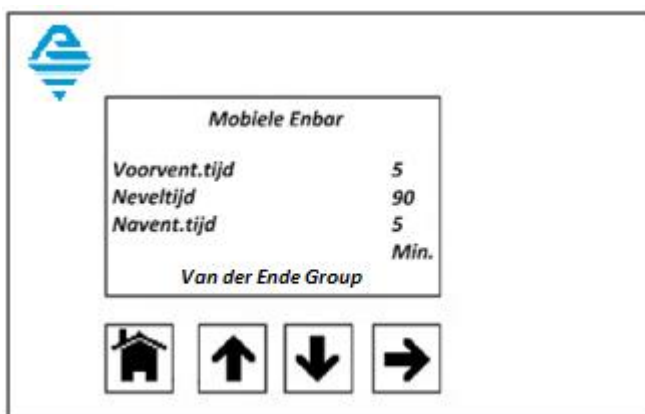 Mobiele Enbar
Voorvent.tijd 5
Neveltijd 90
Navent.tijd 5
Min.
Van der Ende Group